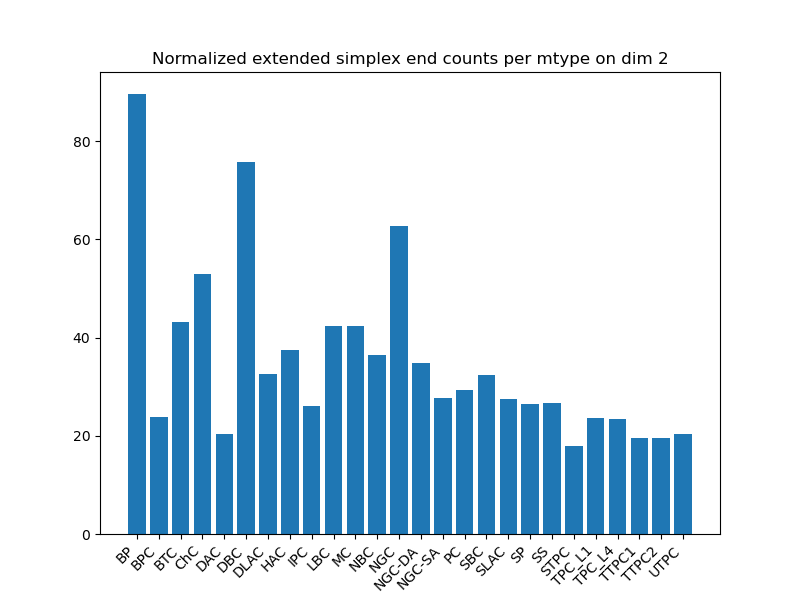 Normalized extended simplex end counts per mtype on dim 2
80
60
40
20
0
BP
BPC
BTC
ChC
DAC
DBC
DLAC
HAC
IPC
LBC
MC
NBC
NGC
NGC-DA
NGC-SA
PC
SBC
SLAC
SP
SS
STPC
TPC_L1
TPC_L4
TTPC1
TTPC2
UTPC